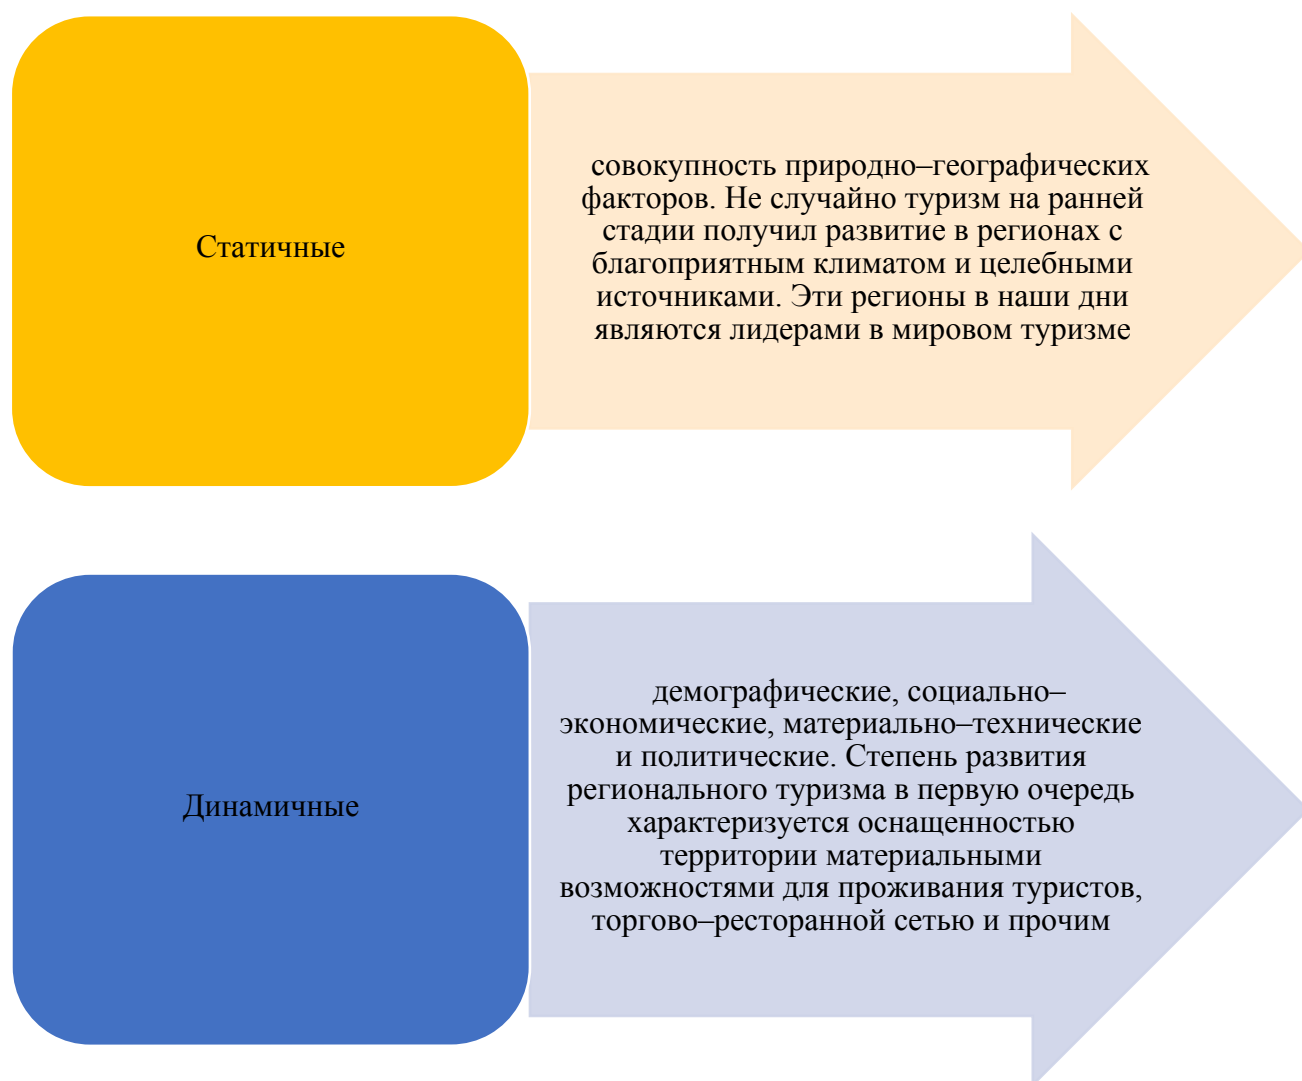 Статичные
совокупность природно–географических
факторов. Не случайно туризм на ранней
стадии получил развитие в регионах с
благоприятным климатом и целебными
источниками. Эти регионы в наши дни
являются лидерами в мировом туризме
Динамичные
демографические, социально–
экономические, материально–технические
и политические. Степень развития
регионального туризма в первую очередь
характеризуется оснащенностью
территории материальными
возможностями для проживания туристов,
торгово–ресторанной сетью и прочим